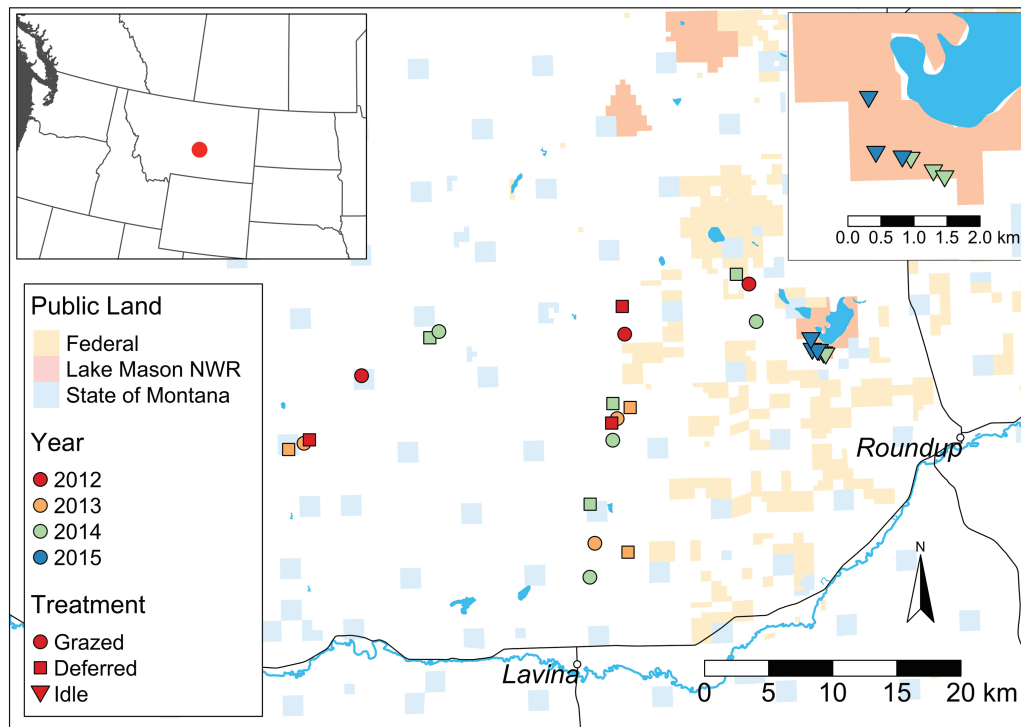 0.0 0.5 1.0 1.5 2.0 km
Public Land
Federal
Lake Mason NWR
State of Montana
Year
2012
2013
2014
2015
Treatment
Grazed
Deferred
Idle
Roundup
N
Lavina
0 5 10 15 20 km